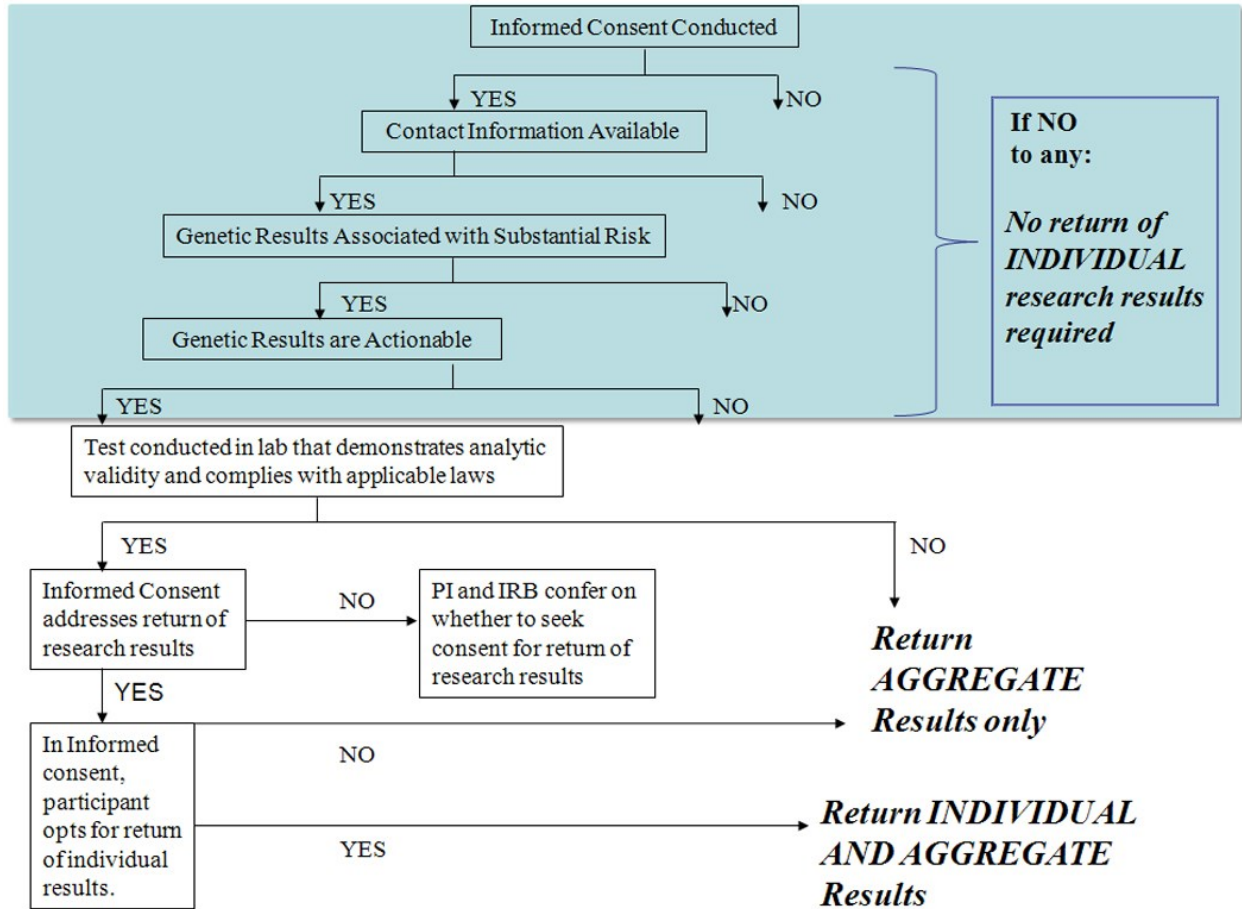 Informed Consent Conducted
YES
NO
Contact Information Available
YES
NO
Genetic Results Associated with Substantial Risk
YES
NO
Genetic Results are Actionable
YES
NO
If NO
to any:
No return of
INDIVIDUAL
research results
required
Test conducted in lab that demonstrates analytic
validity and complies with applicable laws
YES
NO
Informed Consent
addresses return of
research results
NO
PI and IRB confer on
whether to seek
consent for return of
research results
YES
Return
AGGREGATE
Results only
In Informed
consent,
participant
opts for return
of individual
results.
NO
YES
Return INDIVIDUAL
AND AGGREGATE
Results